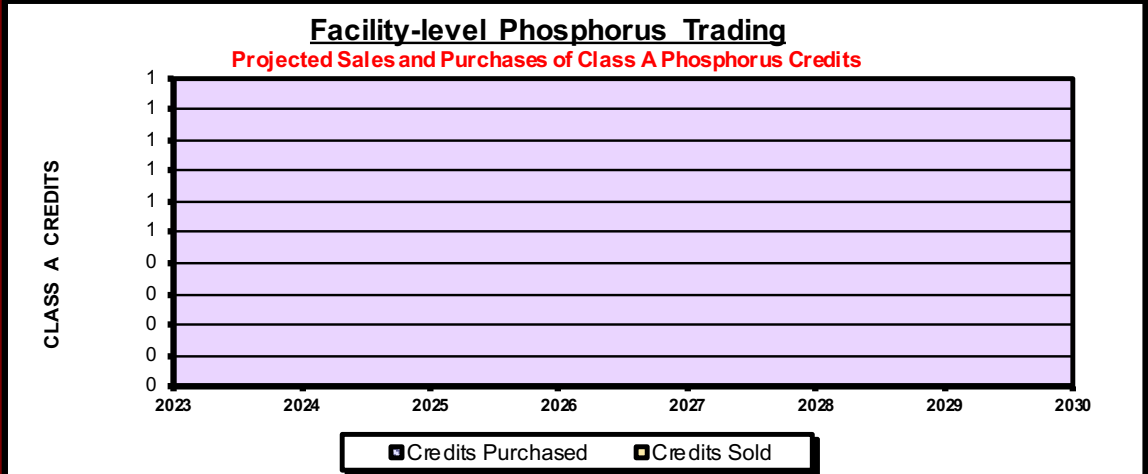 Facility-level Phosphorus Trading
Projected Sales and Purchases of Class A Phosphorus Credits
CLASS A CREDITS
1
1
1
1
1
1
0
0
0
0
0
2023 2024 2025 2026 2027 2028 2029 2030
Credits Purchased Credits Sold